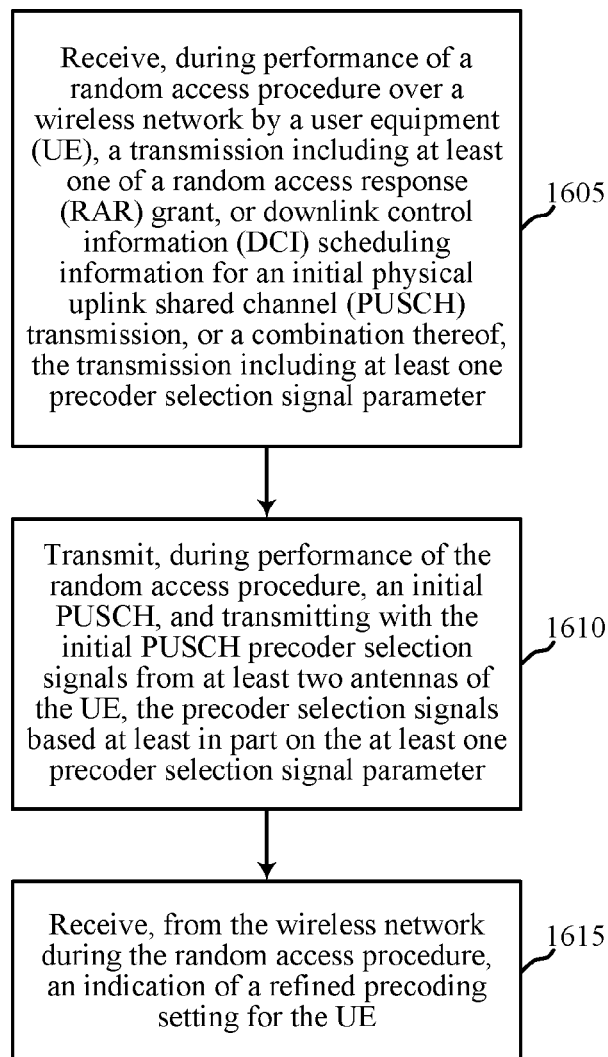 Receive, during performance of a
random access procedure over a
wireless network by a user equipment
(UE), a transmission including at least
one of a random access response
(RAR) grant, or downlink control
information (DCI) scheduling
information for an initial physical
uplink shared channel (PUSCH)
transmission, or a combination thereof,
the transmission including at least one
precoder selection signal parameter
1605
Transmit, during performance of the
random access procedure, an initial
PUSCH, and transmitting with the
initial PUSCH precoder selection
signals from at least two antennas of
the UE, the precoder selection signals
based at least in part on the at least one
precoder selection signal parameter
1610
Receive, from the wireless network
during the random access procedure,
an indication of a refined precoding
setting for the UE
1615